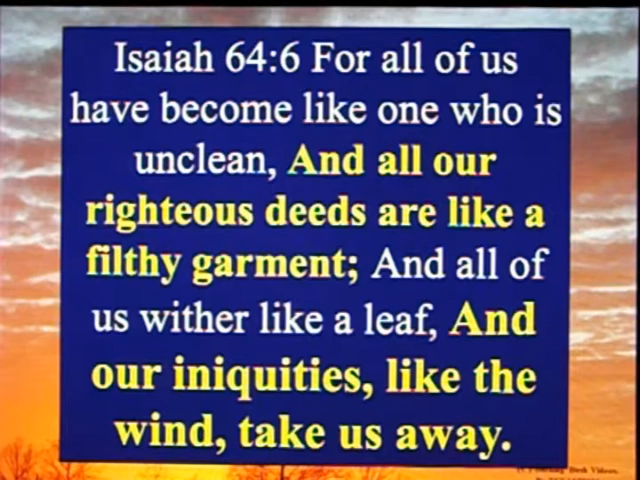 Isaiah 64:6 For all of us
have become like one who is
unclean, And all our
righteous deeds are like a
filthy garment; And all of
us wither like a leaf, And
our iniquities, like the
wind, take us away.
Desk Videos,